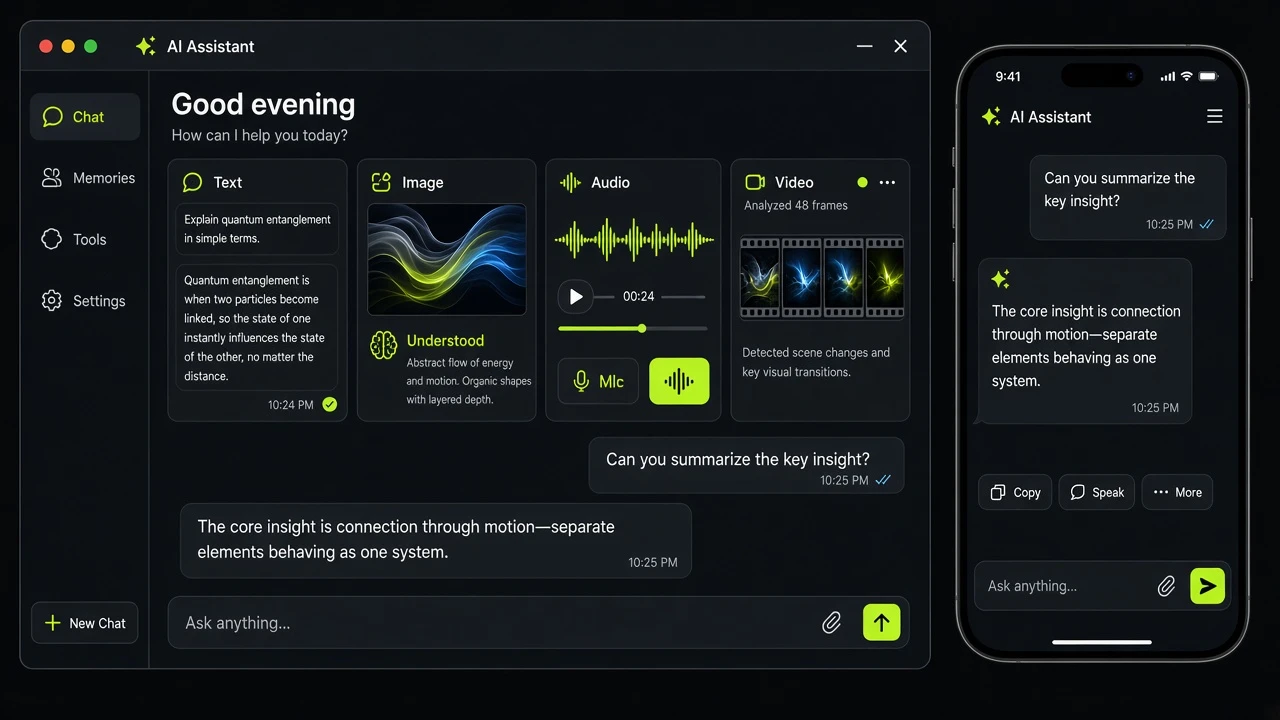 AI Assistant
Chat
Memories
Tools
Settings
New Chat
Good evening
How can I help you today?
Text
Explain quantum entanglement
in simple terms.
Quantum entanglement is
when two particles become
linked, so the state of one
instantly influences the state
of the other, no matter the
distance.
10:24 PM
Image
Understood
Abstract flow of energy
and motion. Organic shapes
with layered depth.
Audio
00:24
MIc
Video
Analyzed 48 frames
Detected scene changes and
key visual transitions.
Can you summarize the key insight?
10:25 PM
The core insight is connection through motion—separate
elements behaving as one system.
10:25 PM
Ask anything...
9:41
AI Assistant
Can you summarize the
key insight?
10:25 PM
The core insight is connection
through motion—separate
elements behaving as one
system.
10:25 PM
Copy
Speak
More
Ask anything...